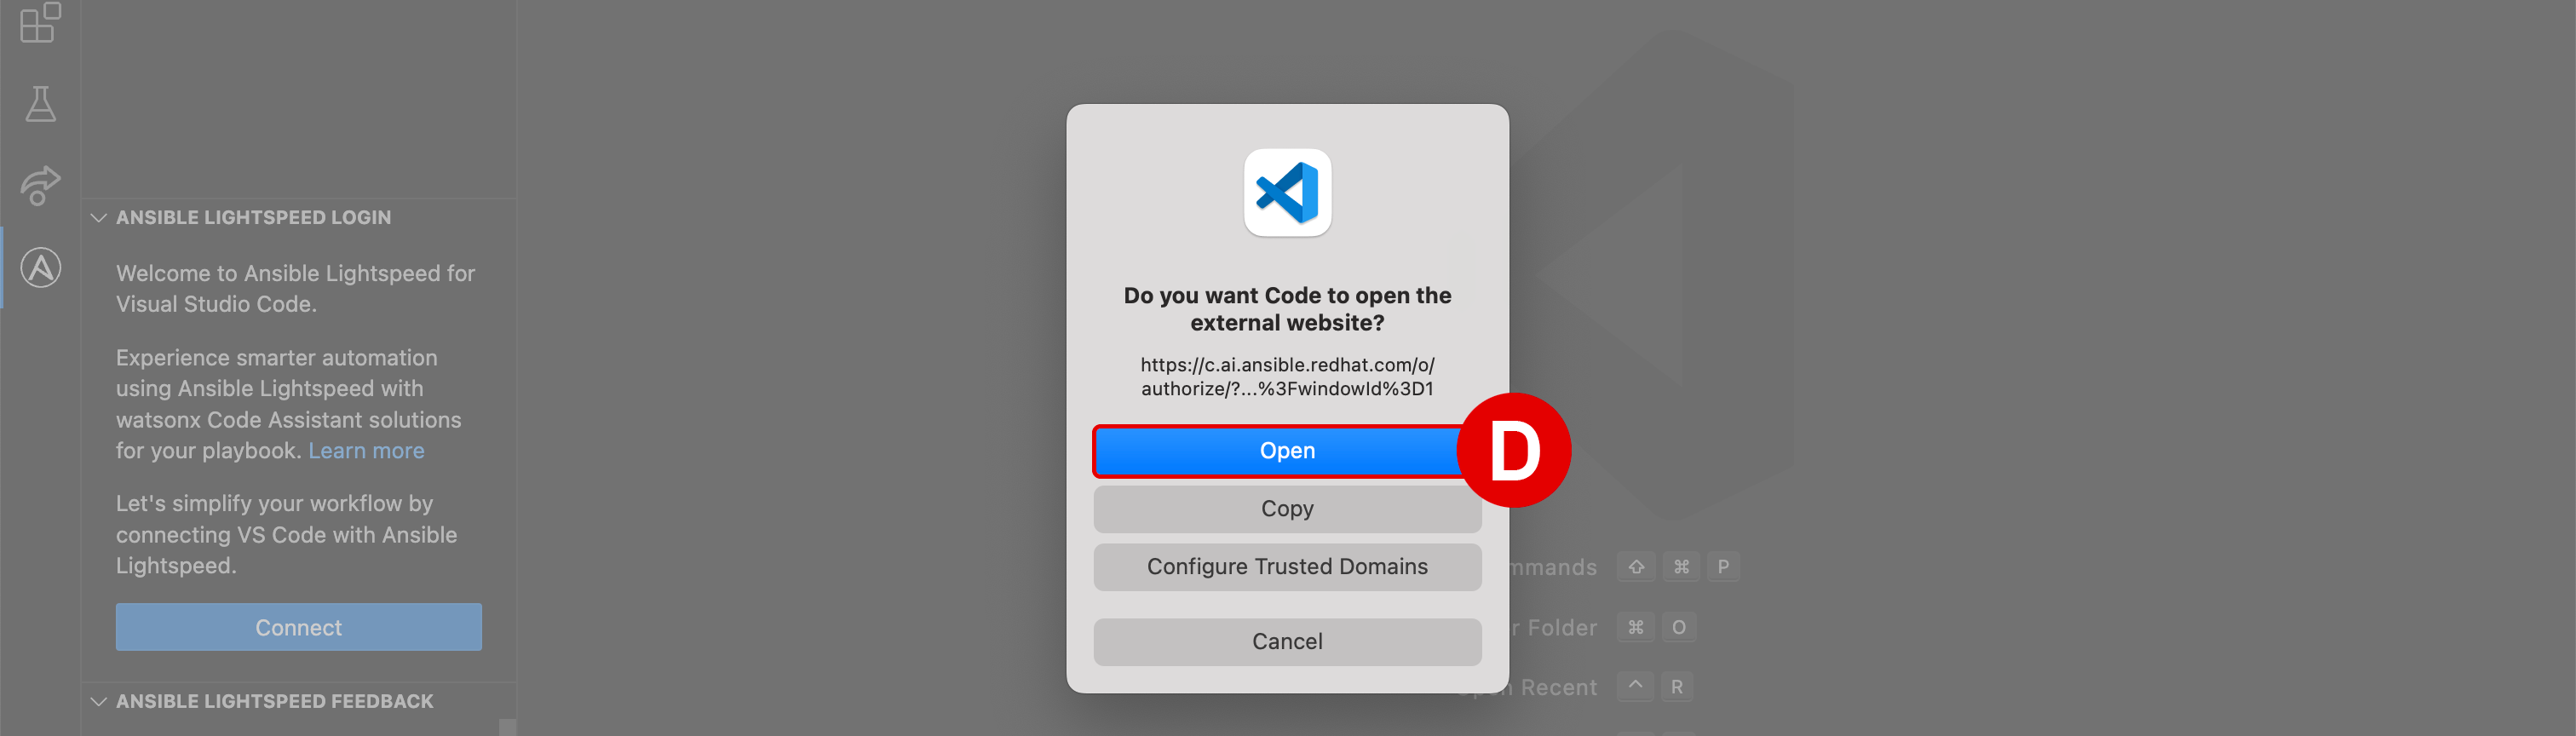 ANSIBLE LIGHTSPEED LOGIN
Welcome to Ansible Lightspeed for
Visual Studio Code.
Experience smarter automation
using Ansible Lightspeed with
watsonx Code Assistant solutions
for your playbook. Learn more
Let's simplify your workflow by
connecting VS Code with Ansible
Lightspeed.
Connect
ANSIBLE LIGHTSPEED FEEDBACK
Do you want Code to open the
external website?
https://c.ai.ansible.redhat.com/o/
authorize/?...%3FwindowId%3D1
Open
D
Copy
Configure Trusted Domains
Cancel
⇧ ⌘ P
Folder ⌘ O
Recent ^ R